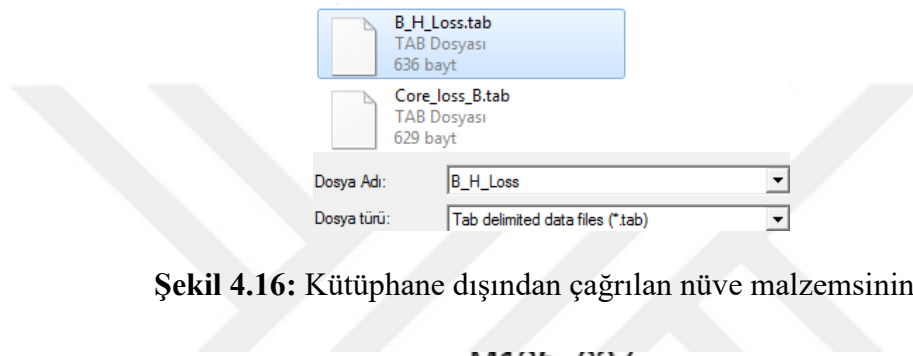 B_H_Loss.tab
TAB Dosyası
636 bayt
Core_loss_B.tab
TAB Dosyası
629 bayt
Dosya Adı: B_H_Loss
Dosya türü: Tab delimited data files (*.tab)
Şekil 4.16: Kütüphane dışından çağrılan nüve malzemsinin